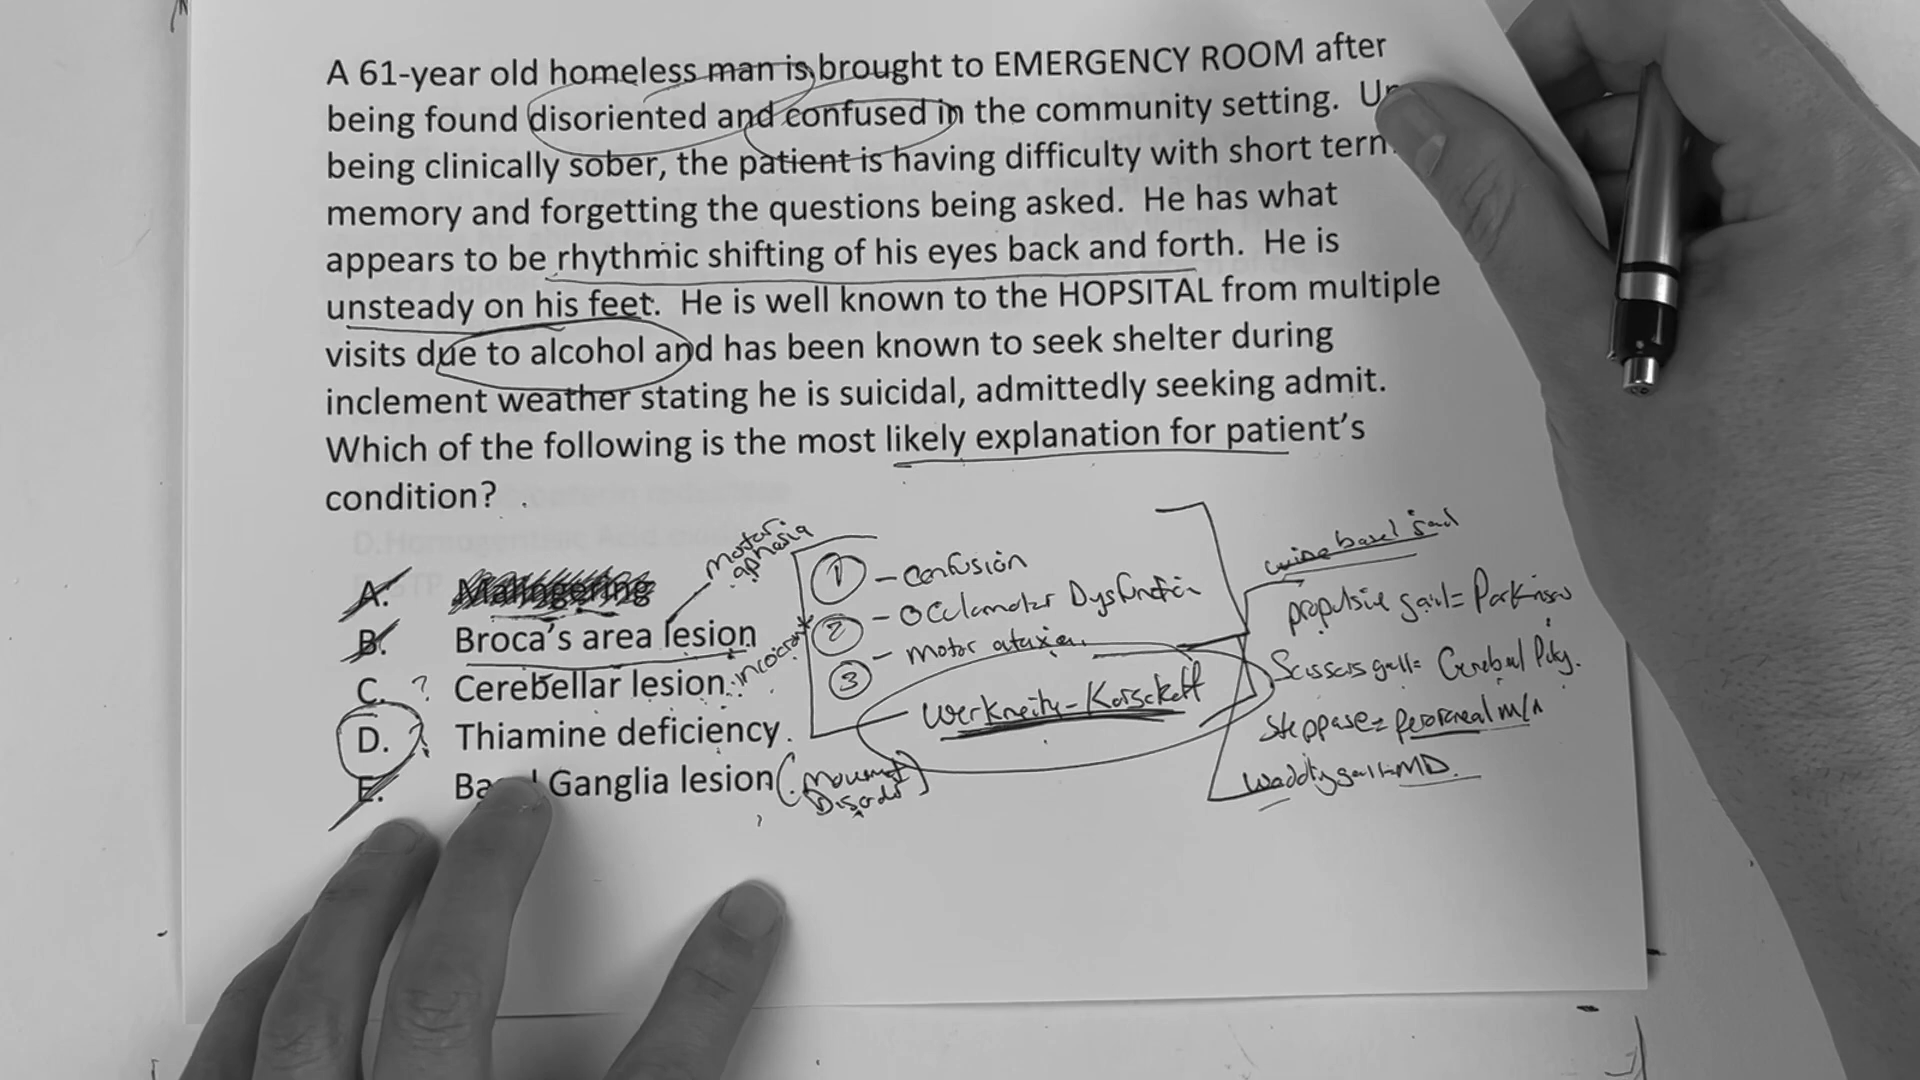 A 61-year old homeless man is brought to EMERGENCY ROOM after
being found disoriented and confused in the community setting. Up
being clinically sober, the patient is having difficulty with short term
memory and forgetting the questions being asked. He has what
appears to be rhythmic shifting of his eyes back and forth. He is
unsteady on his feet. He is well known to the HOPSITAL from multiple
visits due to alcohol and has been known to seek shelter during
inclement weather stating he is suicidal, admittedly seeking admit.
Which of the following is the most likely explanation for patient's
condition?
A. Malingering
B. Broca's area lesion
C. ? Cerebellar lesion
D. Thiamine deficiency
E. Ganglia lesion
Motor
aphasia
1 - Confusion
2 - Oculomotor Dysfunction
3 - Motor ataxia
Korsakoff
(Movement
Disorder)
wide based gait
propulsive gait = Parkinsons
Scissors gait = Cerebral
steppage =
waddling gait = MD.